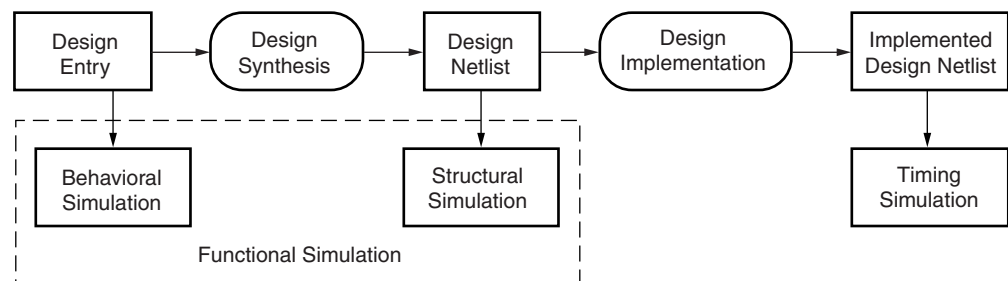 Design
Entry
Design
Synthesis
Design
Netlist
Design
Implementation
Implemented
Design Netlist
Behavioral
Simulation
Structural
Simulation
Timing
Simulation
Functional Simulation